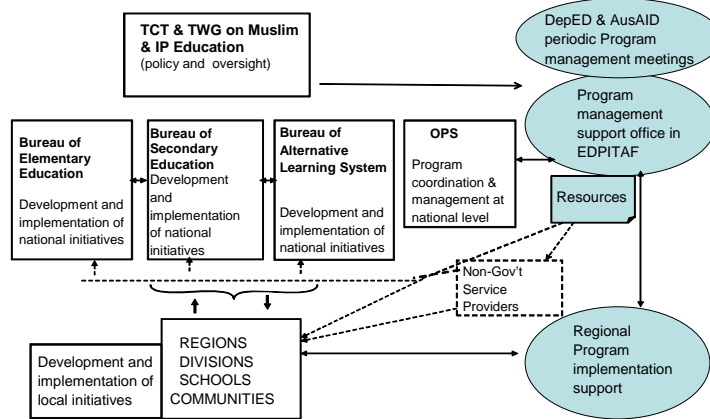 TCT & TWG on Muslim
& IP Education
(policy and oversight)
DepED & AusAID
periodic Program
management meetings
Program
management
support office in
EDPITAF
Bureau of
Elementary
Education
Development and
implementation of
national initiatives
Bureau of
Secondary
Education
Development
and
implementation
of national
initiatives
Bureau of
Alternative
Learning System
Development and
implementation of
national initiatives
OPS
Program
coordination &
management at
national level
Resources
Non-Gov't
Service
Providers
Development and
implementation of
local initiatives
REGIONS
DIVISIONS
SCHOOLS
COMMUNITIES
Regional
Program
implementation
support